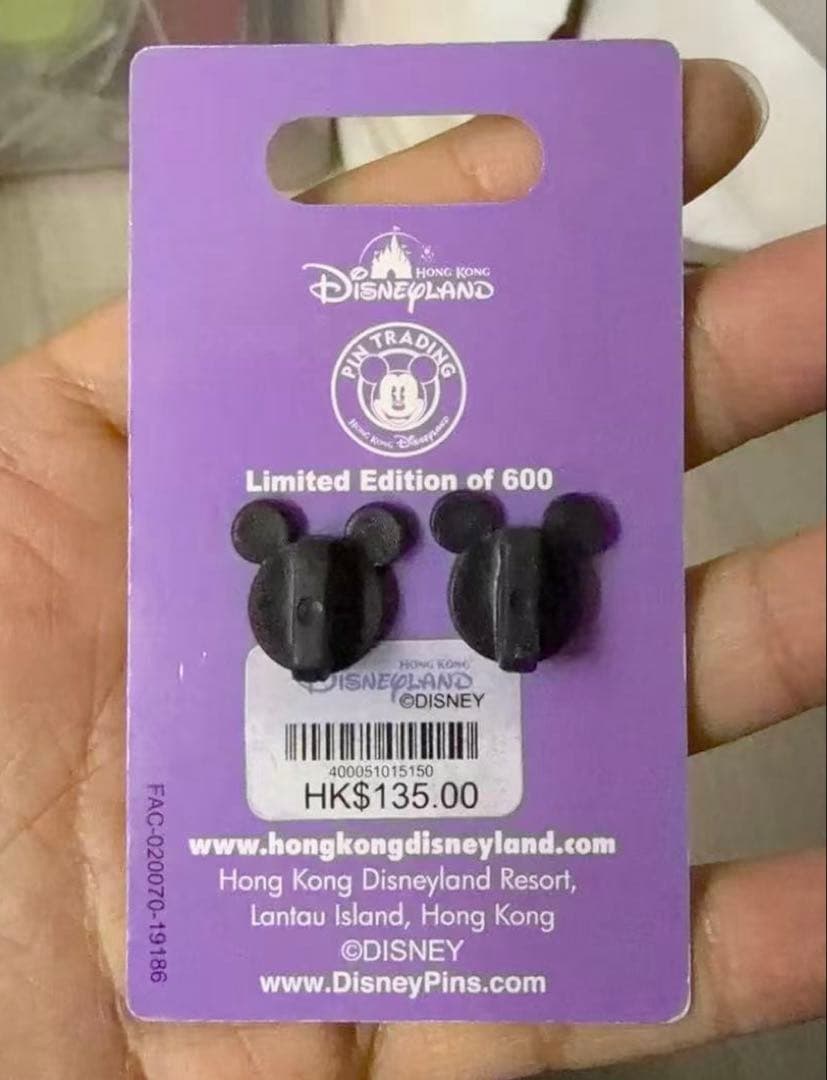 HONG KONG
DISNEYLAND
PIN TRADING
HONG KONG DISNEYLAND
Limited Edition of 600
HONG KONG
DISNEYLAND
©DISNEY
400051015150
HK$135.00
www.hongkongdisneyland.com
Hong Kong Disneyland Resort,
Lantau Island, Hong Kong
©DISNEY
www.DisneyPins.com
FAC-020070-19186